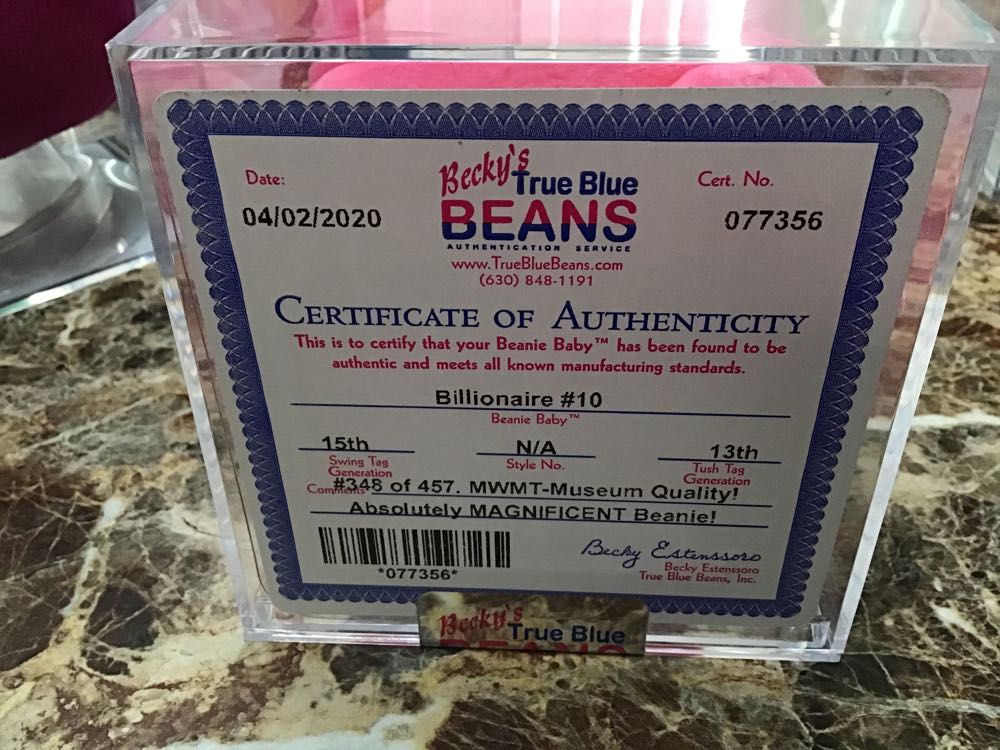 Date:
04/02/2020
Becky's True Blue
BEANS
AUTHENTICATION SERVICE
www.TrueBlueBeans.com
(630) 848-1191
Cert. No.
077356
CERTIFICATE OF AUTHENTICITY
This is to certify that your Beanie Baby™ has been found to be
authentic and meets all known manufacturing standards.
Billionaire #10
Beanie Baby™
15th
Swing Tag
Generation
N/A
Style No.
13th
Tush Tag
Generation
Comments #348 of 457. MWMT-Museum Quality!
Absolutely MAGNIFICENT Beanie!
*077356*
Becky Estenssoro
Becky Estenssoro
True Blue Beans, Inc.
Becky's True Blue
BEANS